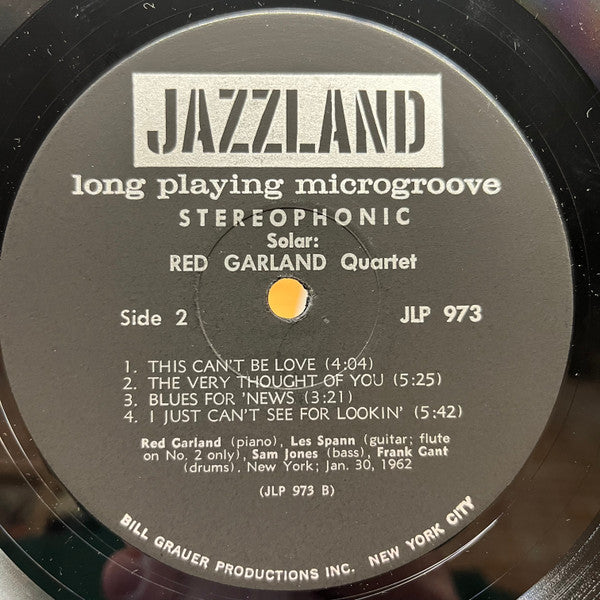 JAZZLAND
long playing microgroove
STEREOPHONIC
Solar:
RED GARLAND Quartet
Side 2 JLP 973
1. THIS CAN'T BE LOVE (4:04)
2. THE VERY THOUGHT OF YOU (5:25)
3. BLUES FOR 'NEWS (3:21)
4. I JUST CAN'T SEE FOR LOOKIN' (5:42)
Red Garland (piano), Les Spann (guitar; flute
on No. 2 only), Sam Jones (bass), Frank Gant
(drums), New York; Jan. 30, 1962
(JLP 973 B)
BILL GRAUER PRODUCTIONS INC. NEW YORK CITY